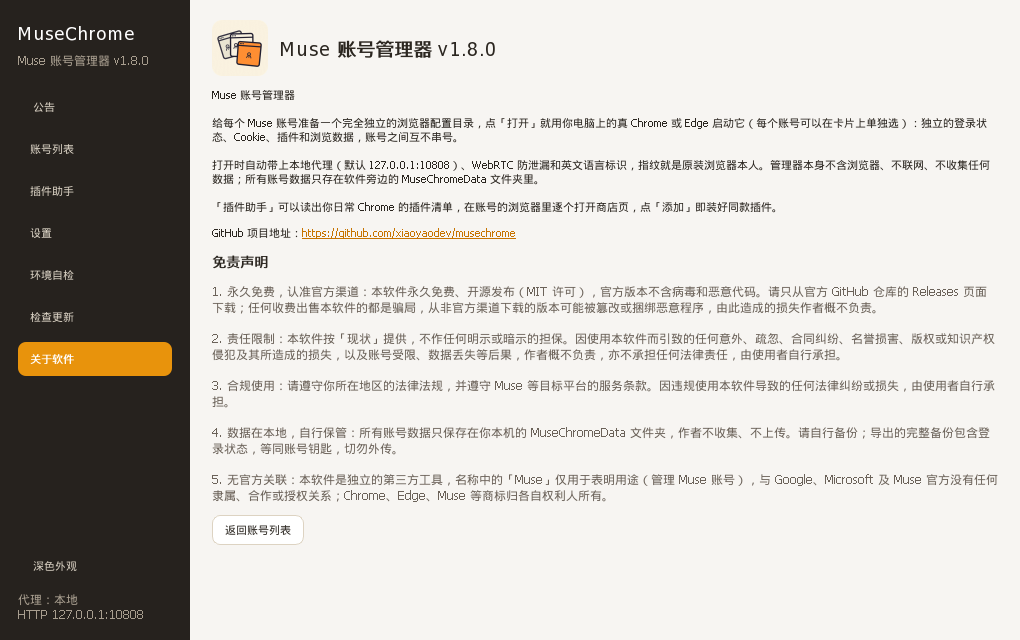 MuseChrome
Muse 账号管理器 v1.8.0
公告
账号列表
插件助手
设置
环境自检
检查更新
关于软件
深色外观
代理：本地
HTTP 127.0.0.1:10808
Muse 账号管理器 v1.8.0
Muse 账号管理器
给每个 Muse 账号准备一个完全独立的浏览器配置目录，点「打开」就用你电脑上的真 Chrome 或 Edge 启动它（每个账号可以在卡片上单独选）：独立的登录状
态、Cookie、插件和浏览数据，账号之间互不串号。
打开时自动带上本地代理（默认 127.0.0.1:10808）、WebRTC 防泄漏和英文语言标识，指纹就是原装浏览器本人。管理器本身不含浏览器、不联网、不收集任何
数据；所有账号数据只存在软件旁边的 MuseChromeData 文件夹里。
「插件助手」可以读出你日常 Chrome 的插件清单，在账号的浏览器里逐个打开商店页，点「添加」即装好同款插件。
GitHub 项目地址：https://github.com/xiaoyaodev/musechrome
免责声明
1. 永久免费，认准官方渠道：本软件永久免费、开源发布（MIT 许可），官方版本不含病毒和恶意代码。请只从官方 GitHub 仓库的 Releases 页面
下载；任何收费出售本软件的都是骗局，从非官方渠道下载的版本可能被篡改或捆绑恶意程序，由此造成的损失作者概不负责。
2. 责任限制：本软件按「现状」提供，不作任何明示或暗示的担保。因使用本软件而引致的任何意外、疏忽、合同纠纷、名誉损害、版权或知识产权
侵犯及其所造成的损失，以及账号受限、数据丢失等后果，作者概不负责，亦不承担任何法律责任，由使用者自行承担。
3. 合规使用：请遵守你所在地区的法律法规，并遵守 Muse 等目标平台的服务条款。因违规使用本软件导致的任何法律纠纷或损失，由使用者自行承
担。
4. 数据在本地，自行保管：所有账号数据只保存在你本机的 MuseChromeData 文件夹，作者不收集、不上传。请自行备份；导出的完整备份包含登
录状态，等同账号钥匙，切勿外传。
5. 无官方关联：本软件是独立的第三方工具，名称中的「Muse」仅用于表明用途（管理 Muse 账号），与 Google、Microsoft 及 Muse 官方没有任何
隶属、合作或授权关系；Chrome、Edge、Muse 等商标归各自权利人所有。
返回账号列表